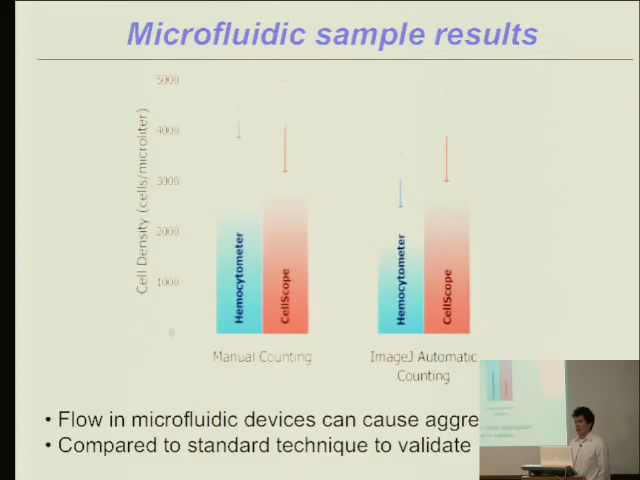 Microfluidic sample results
5000
4000
3000
2000
1000
0
Cell Density (cells/microliter)
Hemocytometer
CellScope
Hemocytometer
CellScope
Manual Counting
ImageJ Automatic
Counting
• Flow in microfluidic devices can cause aggre
• Compared to standard technique to validate